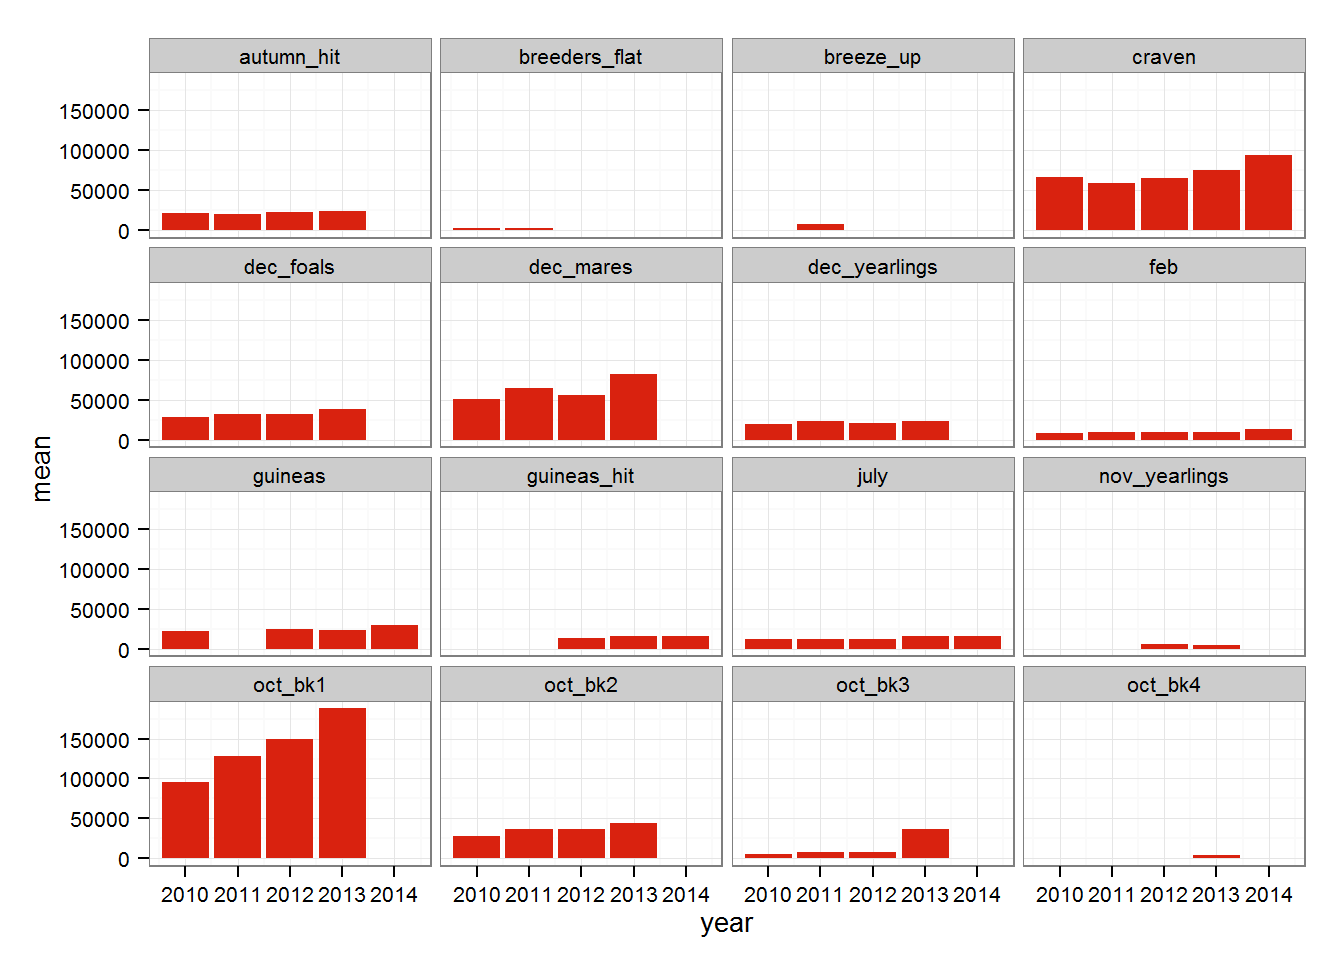 autumn_hit breeders_flat breeze_up craven
150000
100000
50000
0
dec_foals dec_mares dec_yearlings feb
150000
100000
50000
0
mean
guineas guineas_hit july nov_yearlings
150000
100000
50000
0
oct_bk1 oct_bk2 oct_bk3 oct_bk4
150000
100000
50000
0
2010 2011 2012 2013 2014 2010 2011 2012 2013 2014 2010 2011 2012 2013 2014 2010 2011 2012 2013 2014
year